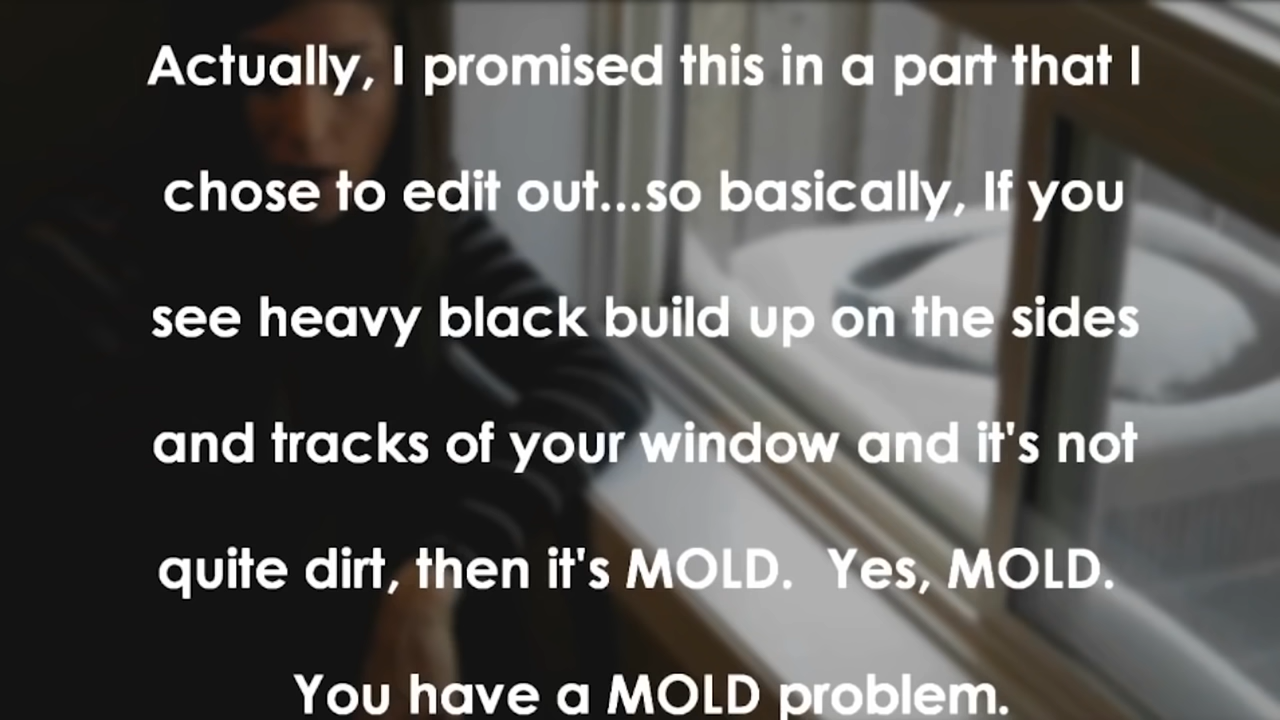 Actually, I promised this in a part that I
chose to edit out...so basically, If you
see heavy black build up on the sides
and tracks of your window and it's not
quite dirt, then it's MOLD.  Yes, MOLD.
You have a MOLD problem.